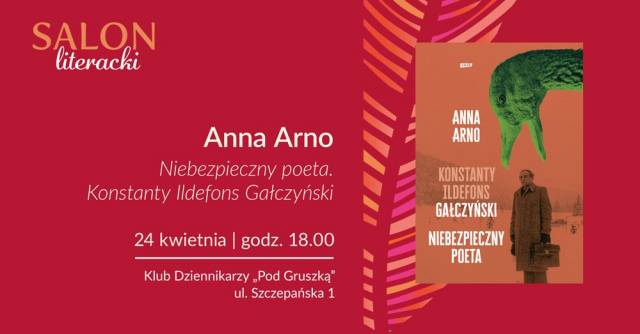 SALON
literacki
Anna Arno
Niebezpieczny poeta.
Konstanty Ildefons Gałczyński
24 kwietnia | godz. 18.00
Klub Dziennikarzy „Pod Gruszką”
ul. Szczepańska 1
ZNAK
ANNA
ARNO
KONSTANTY
ILDEFONS
GAŁCZYŃSKI
NIEBEZPIECZNY
POETA